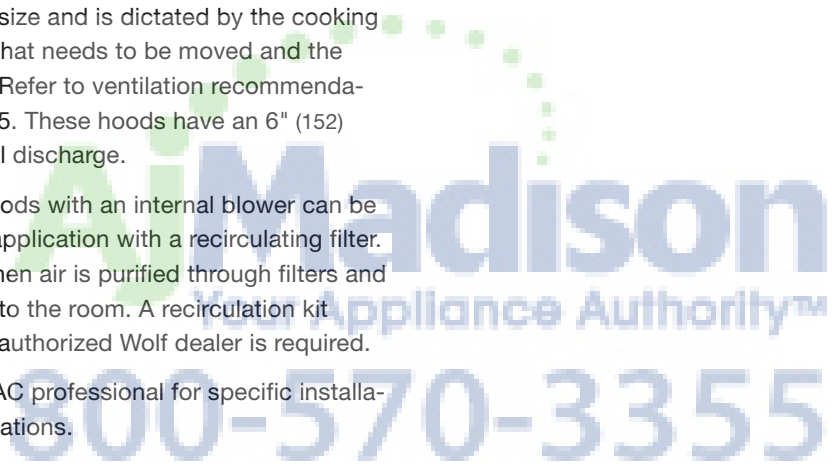 size and is dictated by the cooking
hat needs to be moved and the
Refer to ventilation recommenda-
5. These hoods have an 6" (152)
l discharge.
ods with an internal blower can be
application with a recirculating filter.
hen air is purified through filters and
to the room. A recirculation kit
authorized Wolf dealer is required.
AC professional for specific installa-
ations.
AjMadison
Your Appliance Authority™
800-570-3355